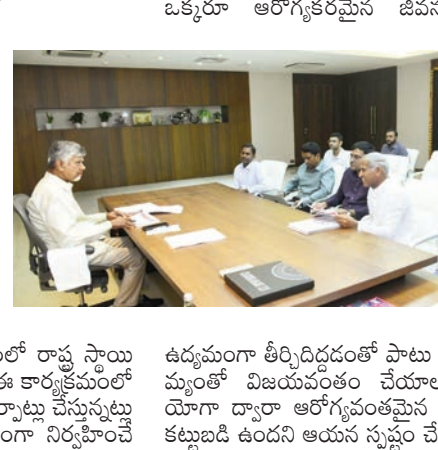 ఒక్కరూ ఆరోగ్యకరమైన జీవన
లో రాష్ట్ర స్థాయి
ఈ కార్యక్రమంలో
ర్పాట్లు చేస్తున్నట్లు
ంగా నిర్వహించే
ఉద్యమంగా తీర్చిదిద్దడంతో పాటు
మ్యంతో విజయవంతం చేయాల
యోగా ద్వారా ఆరోగ్యవంతమైన
కట్టుబడి ఉందని ఆయన స్పష్టం చే